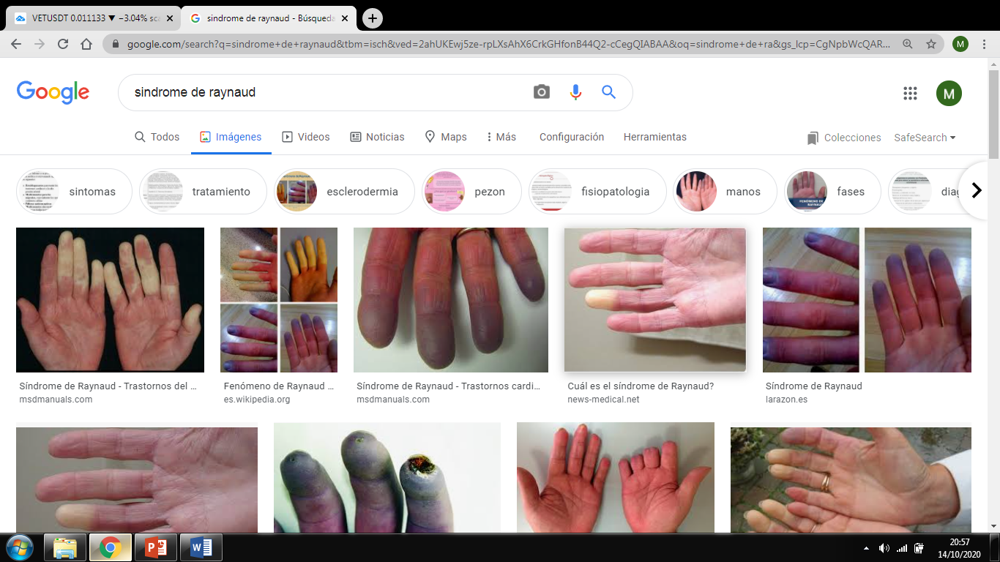 VETUSDT 0.011133 ▼ −3.04% sca
sindrome de raynaud - Búsqueda
google.com/search?q=sindrome+de+raynaud&tbm=isch&ved=2ahUKEwj5ze-rpLXsAhX6CrkGHfonB44Q2-cCegQIABAA&oq=sindrome+de+ra&gs_lcp=CgNpbWcQAR...
M
Google
sindrome de raynaud
M
Todos Imágenes Videos Noticias Maps Más Configuración Herramientas Colecciones SafeSearch
sintomas tratamiento esclerodermia pezon fisiopatologia manos fases diag
FENÓMENO DE RAYNAUD
Síndrome de Raynaud - Trastornos del ...
msdmanuals.com
Fenómeno de Raynaud ...
es.wikipedia.org
Síndrome de Raynaud - Trastornos cardi...
msdmanuals.com
Cuál es el síndrome de Raynaud?
news-medical.net
Síndrome de Raynaud
larazon.es
20:57
14/10/2020